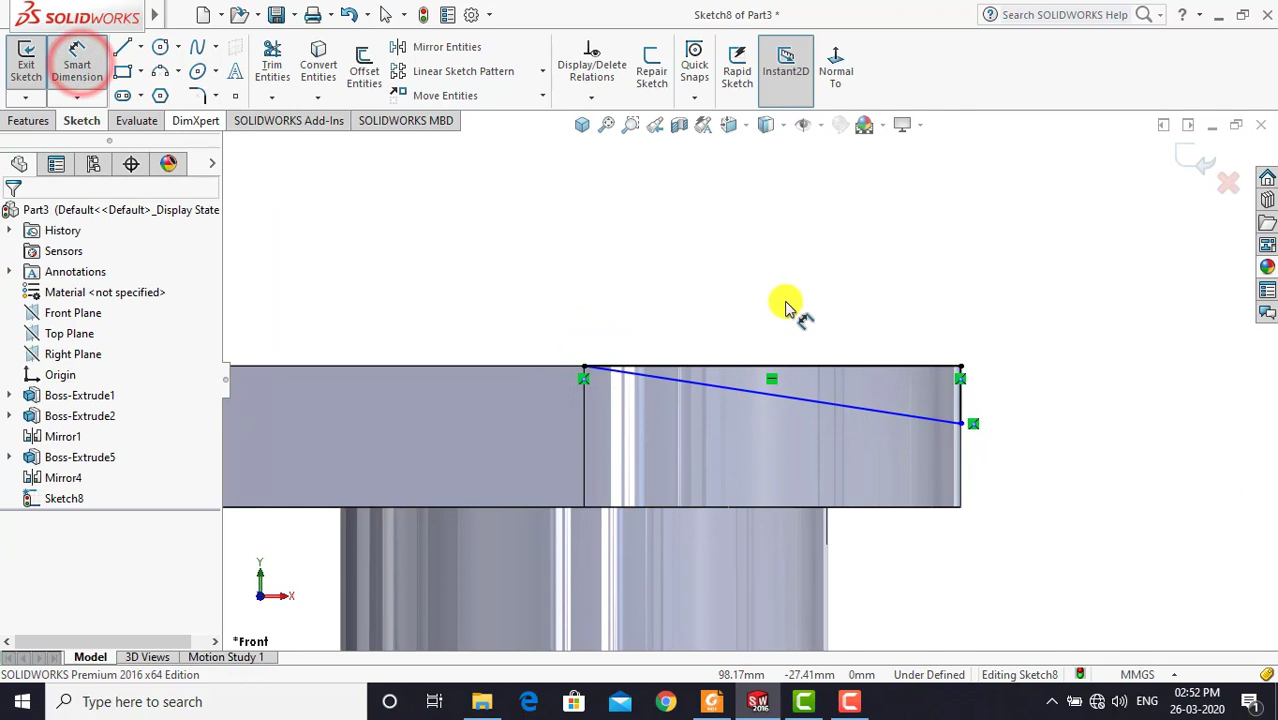 SOLIDWORKS
Sketch8 of Part3 *
Search SOLIDWORKS
Exit Sketch
Smart Dimension
Trim Entities
Convert Entities
Offset Entities
Mirror Entities
Linear Sketch Pattern
Move Entities
Display/Delete Relations
Repair Sketch
Quick Snaps
Rapid Sketch
Instant2D
Normal To
Features
Sketch
Evaluate
DimXpert
SOLIDWORKS Add-Ins
SOLIDWORKS MBD
Part3 (Default<<Default>_Display State
History
Sensors
Annotations
Material <not specified>
Front Plane
Top Plane
Right Plane
Origin
Boss-Extrude1
Boss-Extrude2
Mirror1
Boss-Extrude5
Mirror4
Sketch8
Y
X
*Front
Model
3D Views
Motion Study 1
SOLIDWORKS Premium 2016 x64 Edition
98.17mm
-27.41mm
0mm
Under Defined
Editing Sketch8
MMGS
Type here to search
02:52 PM
26-03-2020